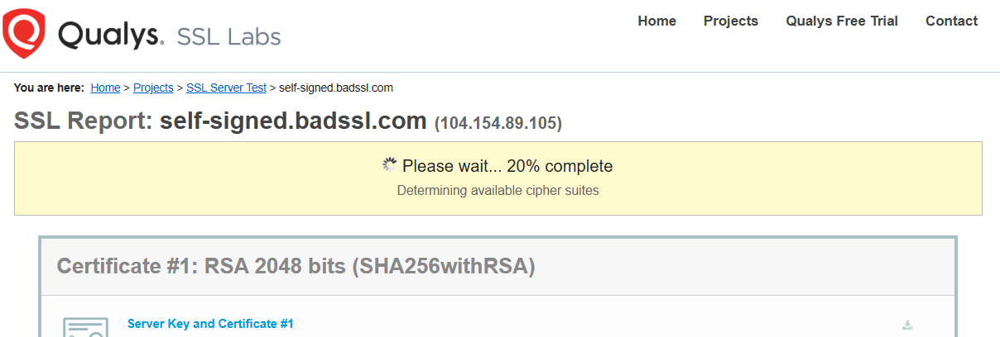 Qualys. SSL Labs
Home Projects Qualys Free Trial Contact
You are here: Home > Projects > SSL Server Test > self-signed.badssl.com
SSL Report: self-signed.badssl.com (104.154.89.105)
Please wait... 20% complete
Determining available cipher suites
Certificate #1: RSA 2048 bits (SHA256withRSA)
Server Key and Certificate #1